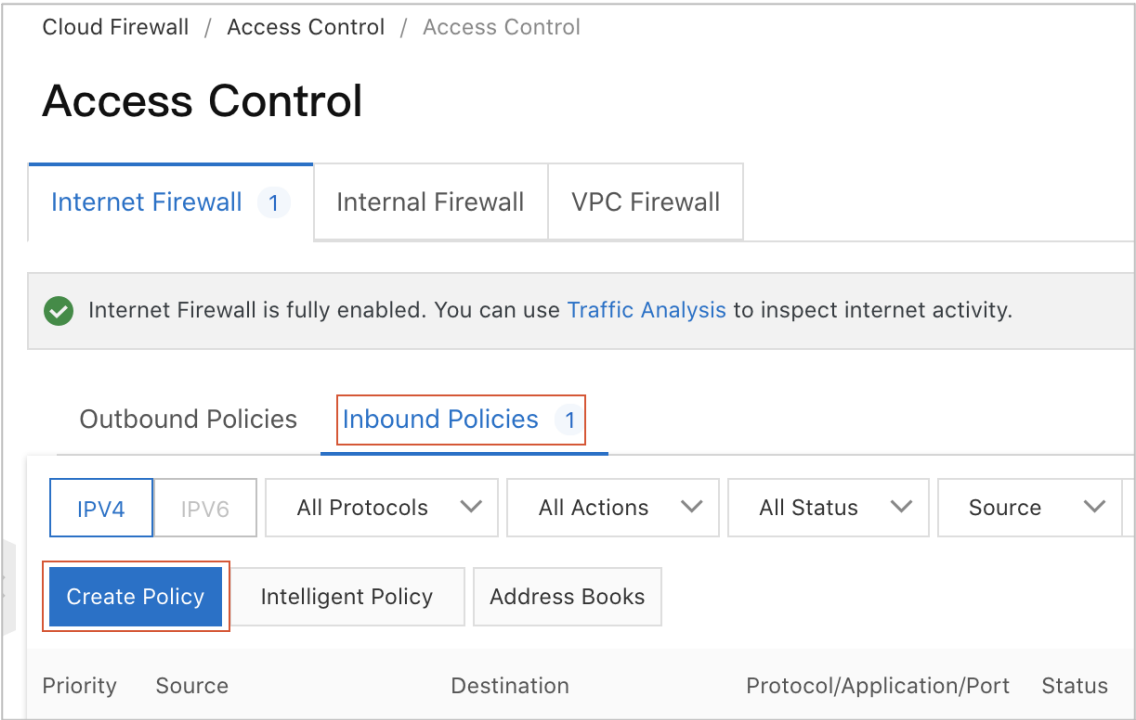 Cloud Firewall / Access Control / Access Control
Access Control
Internet Firewall 1 Internal Firewall VPC Firewall
Internet Firewall is fully enabled. You can use Traffic Analysis to inspect internet activity.
Outbound Policies Inbound Policies 1
IPV4 IPV6 All Protocols All Actions All Status Source
Create Policy Intelligent Policy Address Books
Priority Source Destination Protocol/Application/Port Status